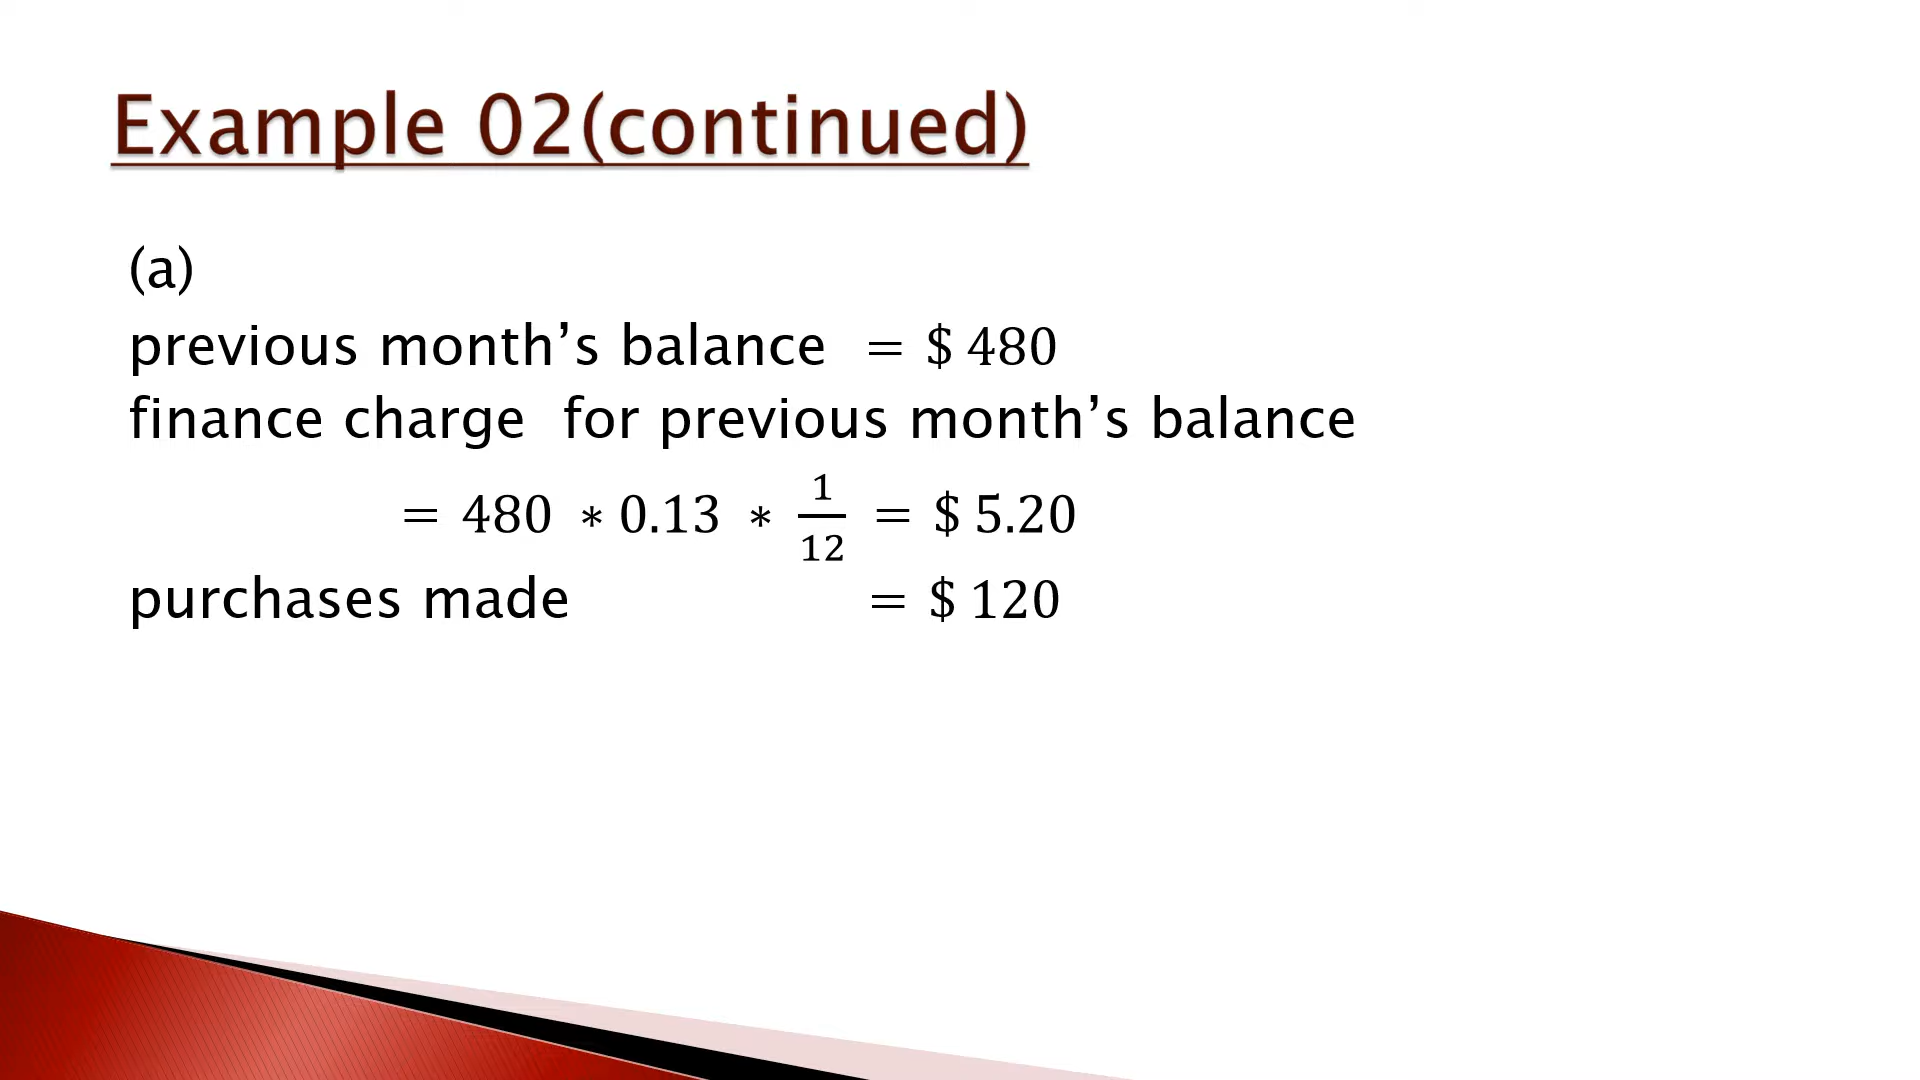 Example 02(continued)
(a)
previous month’s balance = $ 480
finance charge for previous month’s balance
= 480 ∗ 0.13 ∗ 1/12 = $ 5.20
purchases made = $ 120